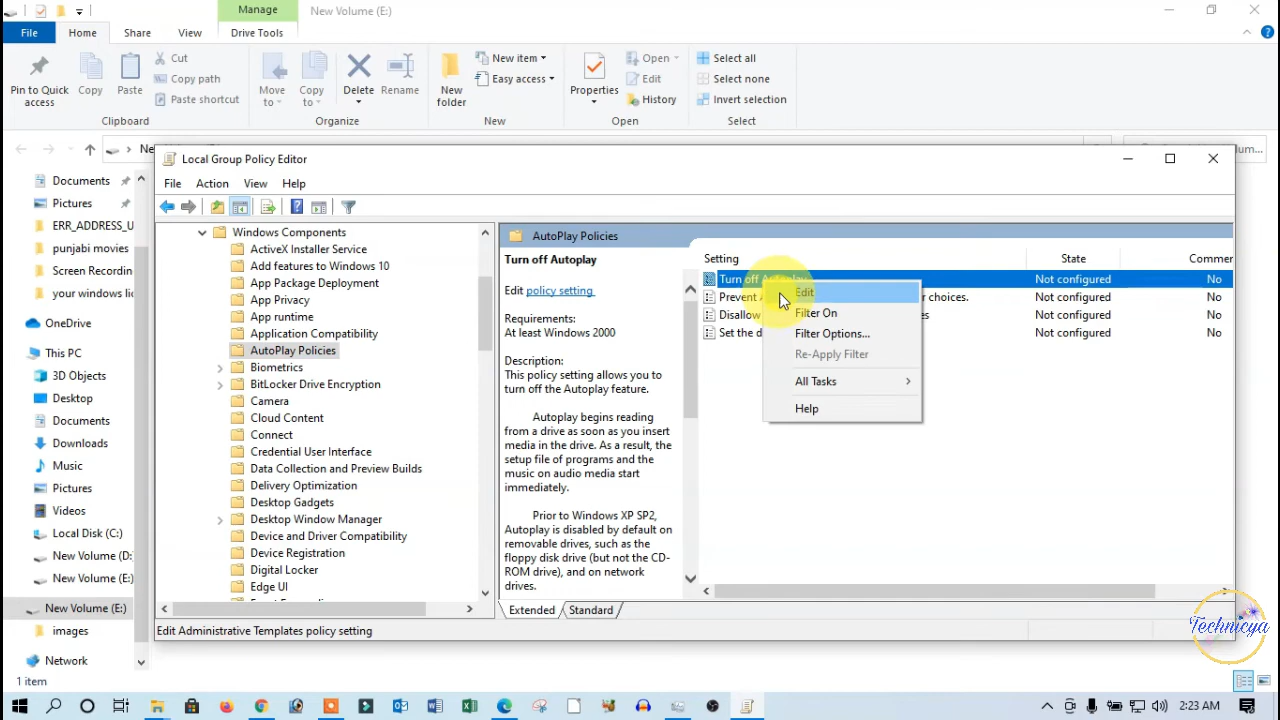 Manage
New Volume (E:)
File
Home
Share
View
Drive Tools
Pin to Quick access
Copy
Paste
Cut
Copy path
Paste shortcut
Clipboard
Move to
Copy to
Delete
Rename
Organize
New folder
New item
Easy access
New
Properties
Open
Edit
History
Open
Select all
Select none
Invert selection
Select
Ne
um...
Documents
Pictures
ERR_ADDRESS_U
punjabi movies
Screen Recordin
your windows lic
OneDrive
This PC
3D Objects
Desktop
Documents
Downloads
Music
Pictures
Videos
Local Disk (C:)
New Volume (D:
New Volume (E:)
New Volume (E:)
images
Network
1 item
Local Group Policy Editor
File
Action
View
Help
Windows Components
ActiveX Installer Service
Add features to Windows 10
App Package Deployment
App Privacy
App runtime
Application Compatibility
AutoPlay Policies
Biometrics
BitLocker Drive Encryption
Camera
Cloud Content
Connect
Credential User Interface
Data Collection and Preview Builds
Delivery Optimization
Desktop Gadgets
Desktop Window Manager
Device and Driver Compatibility
Device Registration
Digital Locker
Edge UI
AutoPlay Policies
Turn off Autoplay
Edit policy setting
Requirements:
At least Windows 2000
Description:
This policy setting allows you to
turn off the Autoplay feature.
Autoplay begins reading
from a drive as soon as you insert
media in the drive. As a result, the
setup file of programs and the
music on audio media start
immediately.
Prior to Windows XP SP2,
Autoplay is disabled by default on
removable drives, such as the
floppy disk drive (but not the CD-
ROM drive), and on network
drives.
Setting
State
Commer
Turn off Autoplay
Not configured
No
Prevent
r choices.
Not configured
No
Disallow
es
Not configured
No
Set the d
Not configured
No
Edit
Filter On
Filter Options...
Re-Apply Filter
All Tasks
Help
Extended
Standard
Edit Administrative Templates policy setting
Technicya
2:23 AM